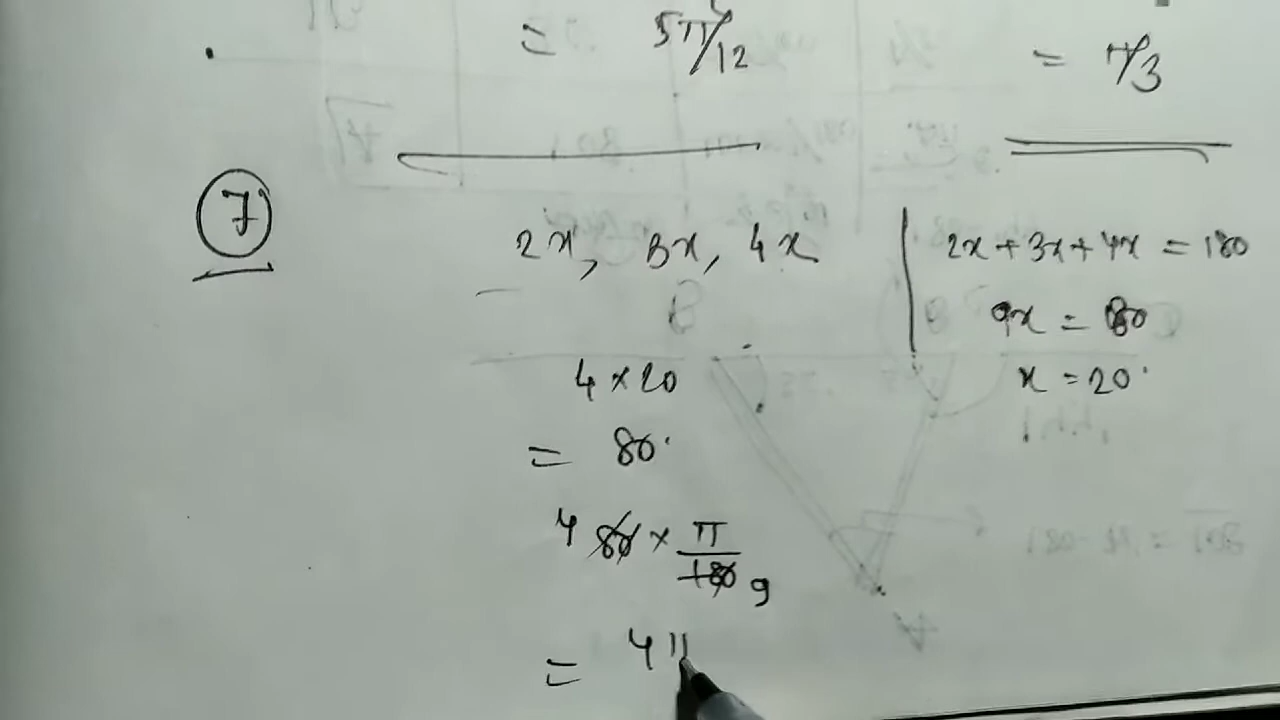 = 5π/12
= π/3
7
2x, 3x, 4x
2x + 3x + 4x = 180
9x = 180
x = 20°
4 × 20
= 80°
4 80 × π/180 9
= 4π